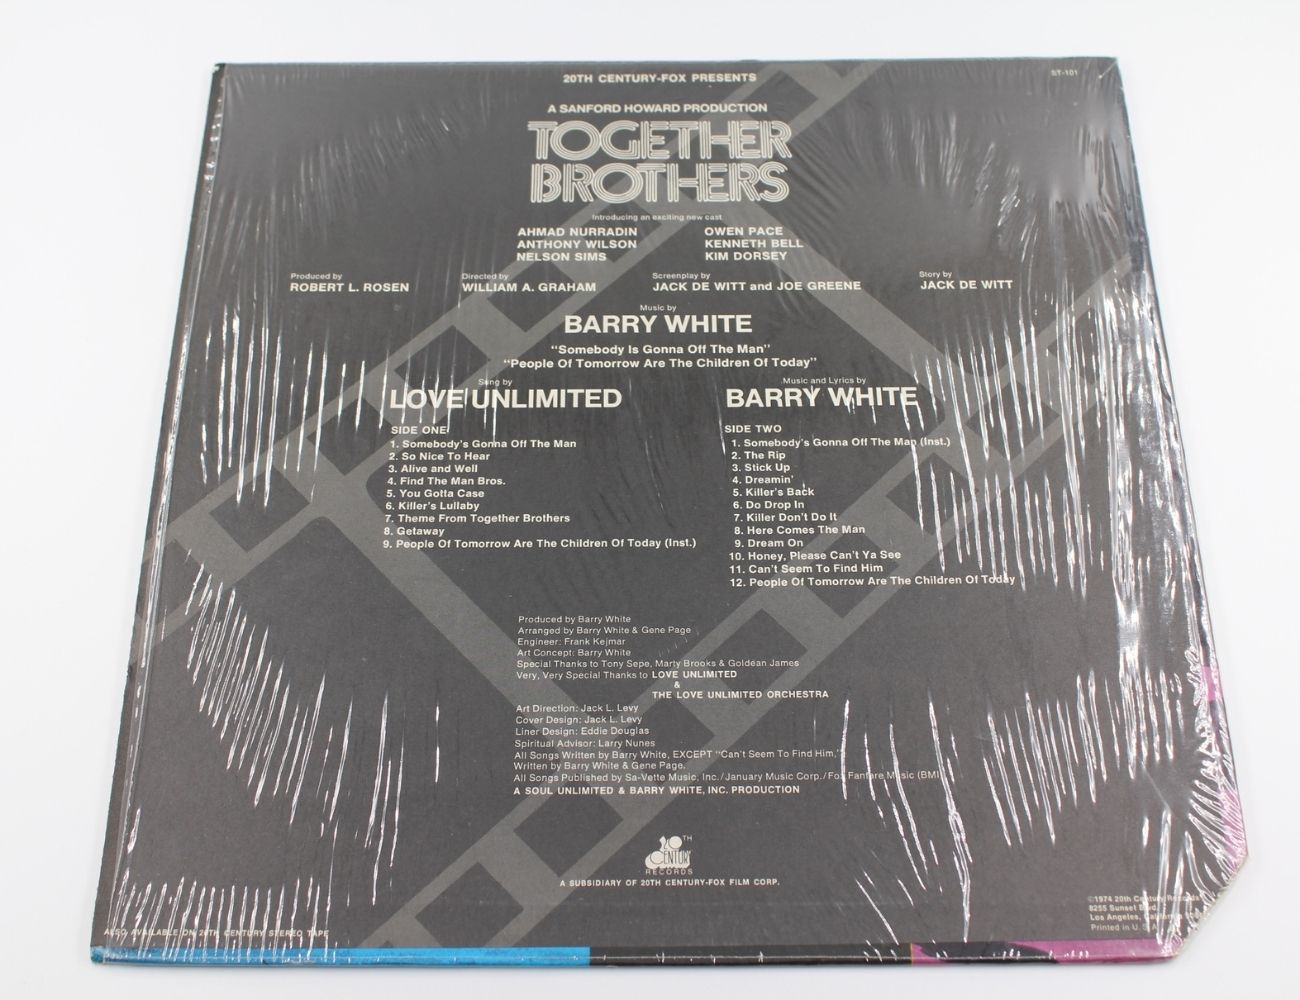 20TH CENTURY-FOX PRESENTS
ST-101
A SANFORD HOWARD PRODUCTION
TOGETHER
BROTHERS
Introducing an exciting new cast
AHMAD NURRADIN OWEN PACE
ANTHONY WILSON KENNETH BELL
NELSON SIMS KIM DORSEY
Produced by Directed by Screenplay by Story by
ROBERT L. ROSEN WILLIAM A. GRAHAM JACK DE WITT and JOE GREENE JACK DE WITT
Music by
BARRY WHITE
"Somebody Is Gonna Off The Man"
"People Of Tomorrow Are The Children Of Today"
Sung by
LOVE UNLIMITED
Music and Lyrics by
BARRY WHITE
SIDE ONE
1. Somebody's Gonna Off The Man
2. So Nice To Hear
3. Alive and Well
4. Find The Man Bros.
5. You Gotta Case
6. Killer's Lullaby
7. Theme From Together Brothers
8. Getaway
9. People Of Tomorrow Are The Children Of Today (Inst.)
SIDE TWO
1. Somebody's Gonna Off The Man (Inst.)
2. The Rip
3. Stick Up
4. Dreamin'
5. Killer's Back
6. Do Drop In
7. Killer Don't Do It
8. Here Comes The Man
9. Dream On
10. Honey, Please Can't Ya See
11. Can't Seem To Find Him
12. People Of Tomorrow Are The Children Of Today
Produced by Barry White
Arranged by Barry White & Gene Page
Engineer: Frank Kejmar
Art Concept: Barry White
Special Thanks to Tony Sepe, Marty Brooks & Goldean James
Very, Very Special Thanks to LOVE UNLIMITED
&
THE LOVE UNLIMITED ORCHESTRA
Art Direction: Jack L. Levy
Cover Design: Jack L. Levy
Liner Design: Eddie Douglas
Spiritual Advisor: Larry Nunes
All Songs Written by Barry White, EXCEPT "Can't Seem To Find Him,"
Written by Barry White & Gene Page.
All Songs Published by Sa-Vette Music, Inc./January Music Corp./Fox Fanfare Music (BMI)
A SOUL UNLIMITED & BARRY WHITE, INC. PRODUCTION
20TH
CENTURY
RECORDS
A SUBSIDIARY OF 20TH CENTURY-FOX FILM CORP.
©1974 20th Century Records
8255 Sunset Blvd.
Los Angeles, California
Printed in U.S.A.
ALSO AVAILABLE ON 20TH CENTURY STEREO TAPE